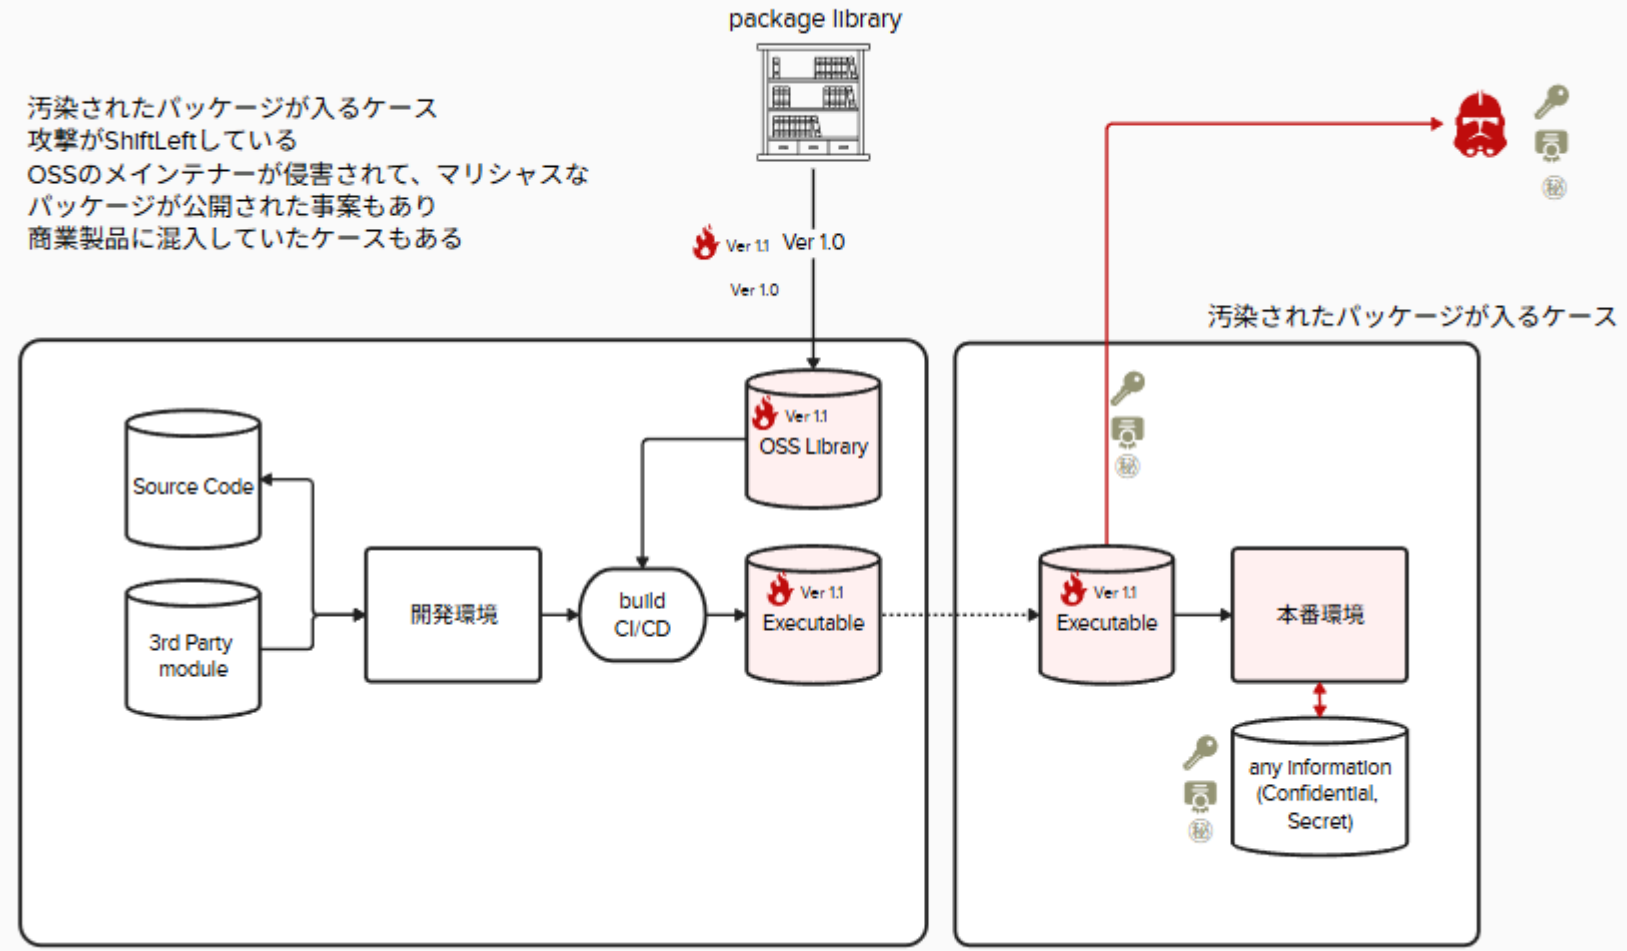 package library
汚染されたパッケージが入るケース
攻撃がShiftLeftしている
OSSのメインテナーが侵害されて、マリシャスな
パッケージが公開された事案もあり
商業製品に混入していたケースもある
㊙
Ver 1.1 Ver 1.0
Ver 1.0
汚染されたパッケージが入るケース
Ver 1.1
OSS Library
㊙
Source Code
3rd Party
module
開発環境
build
CI/CD
Ver 1.1
Executable
Ver 1.1
Executable
本番環境
any information
(Confidential,
Secret)
㊙